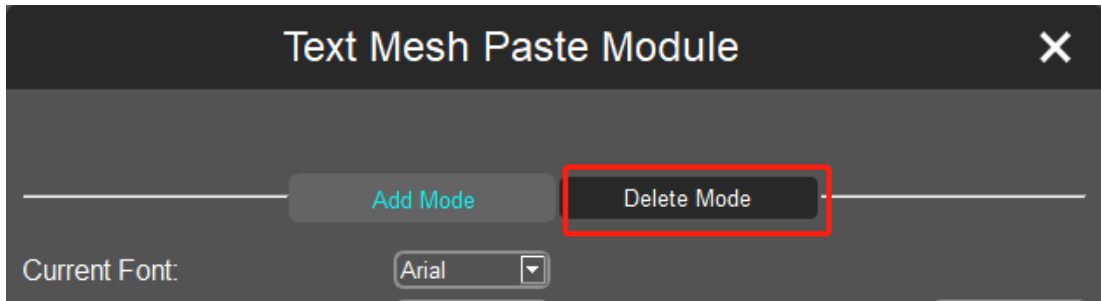 Text Mesh Paste Module
Add Mode Delete Mode
Current Font: Arial